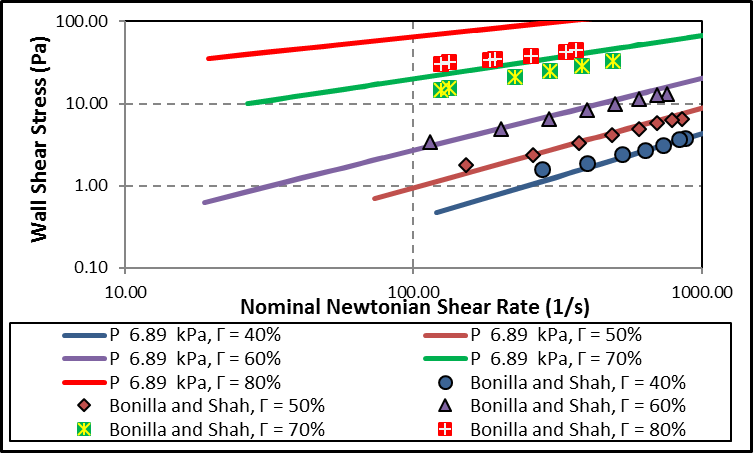 100.00
10.00
1.00
0.10
Wall Shear Stress (Pa)
10.00 100.00 1000.00
Nominal Newtonian Shear Rate (1/s)
P 6.89 kPa, Γ = 40% P 6.89 kPa, Γ = 50%
P 6.89 kPa, Γ = 60% P 6.89 kPa, Γ = 70%
P 6.89 kPa, Γ = 80% Bonilla and Shah, Γ = 40%
Bonilla and Shah, Γ = 50% Bonilla and Shah, Γ = 60%
Bonilla and Shah, Γ = 70% Bonilla and Shah, Γ = 80%